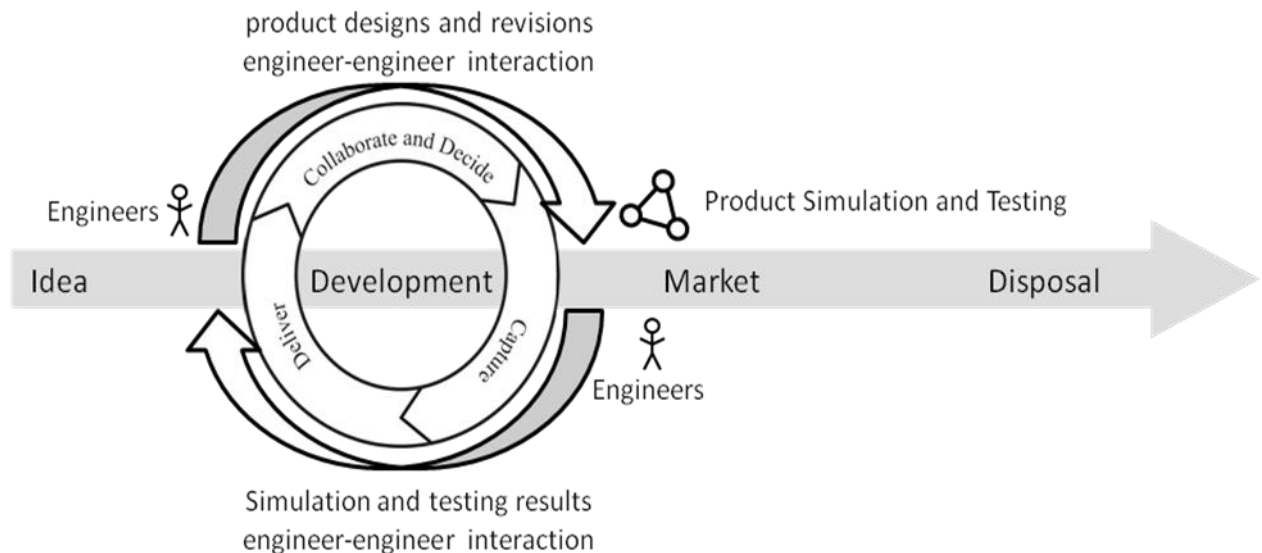 product designs and revisions
engineer-engineer interaction
Collaborate and Decide
Engineers
Product Simulation and Testing
Idea
Development
Market
Disposal
Deliver
Capture
Engineers
Simulation and testing results
engineer-engineer interaction